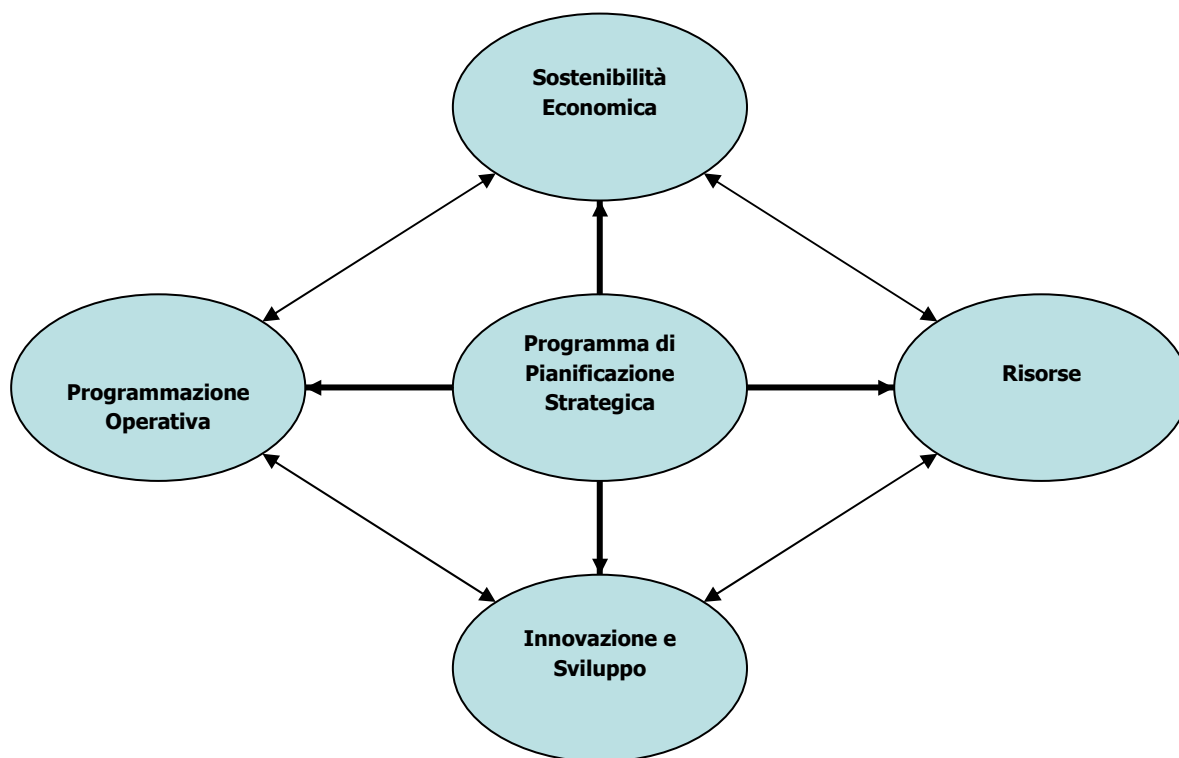 Sostenibilità
Economica
Programma di
Pianificazione
Strategica
Programmazione
Operativa
Risorse
Innovazione e
Sviluppo